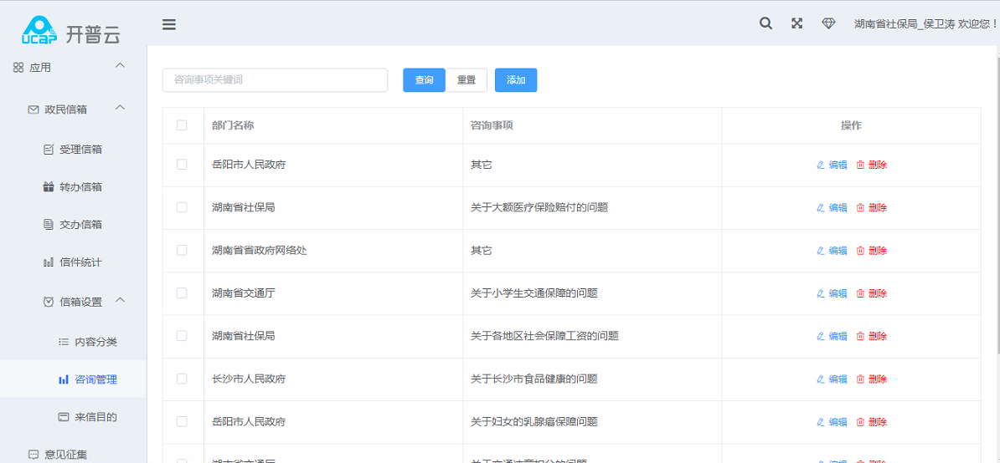 ucap 开普云
湖南省社保局_侯卫涛 欢迎您！
应用
政民信箱
受理信箱
转办信箱
交办信箱
信件统计
信箱设置
内容分类
咨询管理
来信目的
意见征集
咨询事项关键词 查询 重置 添加
部门名称 咨询事项 操作
岳阳市人民政府 其它 编辑 删除
湖南省社保局 关于大额医疗保险赔付的问题 编辑 删除
湖南省省政府网络处 其它 编辑 删除
湖南省交通厅 关于小学生交通保障的问题 编辑 删除
湖南省社保局 关于各地区社会保障工资的问题 编辑 删除
长沙市人民政府 关于长沙市食品健康的问题 编辑 删除
岳阳市人民政府 关于妇女的乳腺癌保障问题 编辑 删除